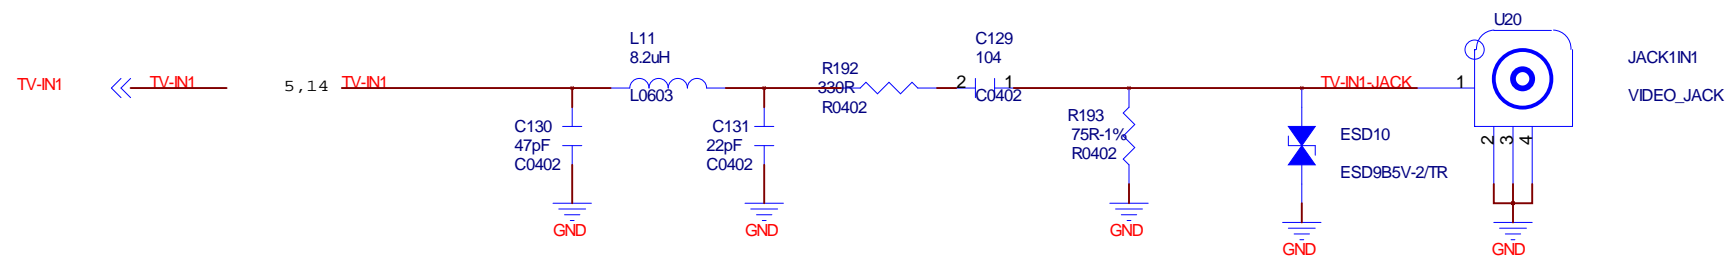 TV-IN1
TV-IN1
5,14
TV-IN1
L11
8.2uH
L0603
C130
47pF
C0402
GND
C131
22pF
C0402
GND
R192
330R
R0402
C129
104
2
1
C0402
R193
75R-1%
R0402
GND
TV-IN1-JACK
ESD10
ESD9B5V-2/TR
GND
U20
1
2
3
4
GND
JACK1IN1
VIDEO_JACK